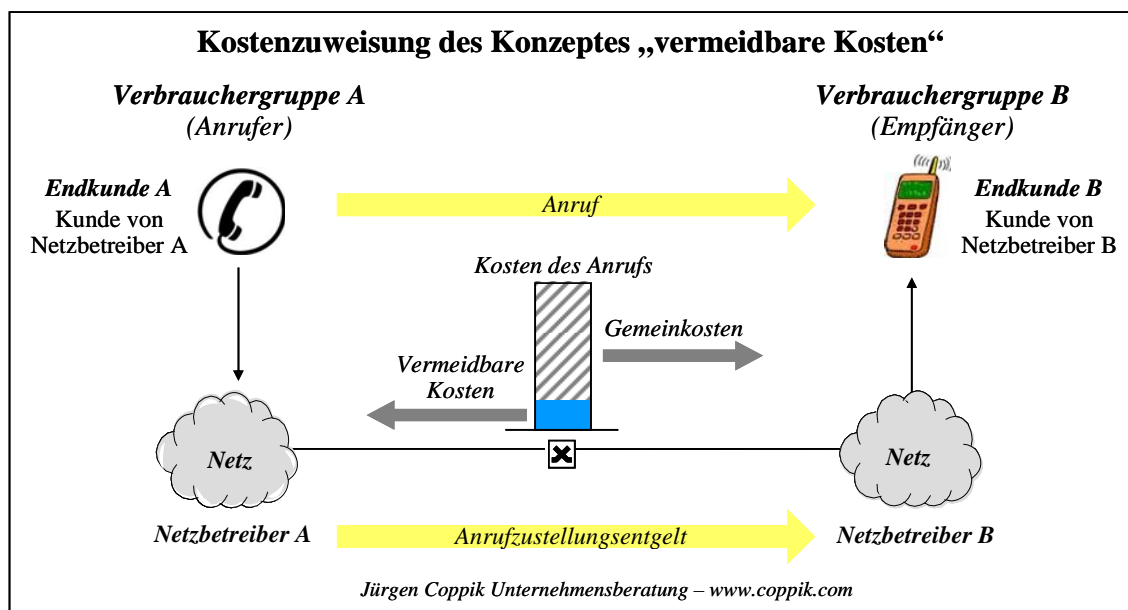 Kostenzuweisung des Konzeptes „vermeidbare Kosten“
Verbrauchergruppe A
(Anrufer)
Verbrauchergruppe B
(Empfänger)
Endkunde A
Kunde von
Netzbetreiber A
Anruf
Endkunde B
Kunde von
Netzbetreiber B
Kosten des Anrufs
Gemeinkosten
Vermeidbare
Kosten
Netz
Netz
Netzbetreiber A
Anrufzustellungsentgelt
Netzbetreiber B
Jürgen Coppik Unternehmensberatung – www.coppik.com